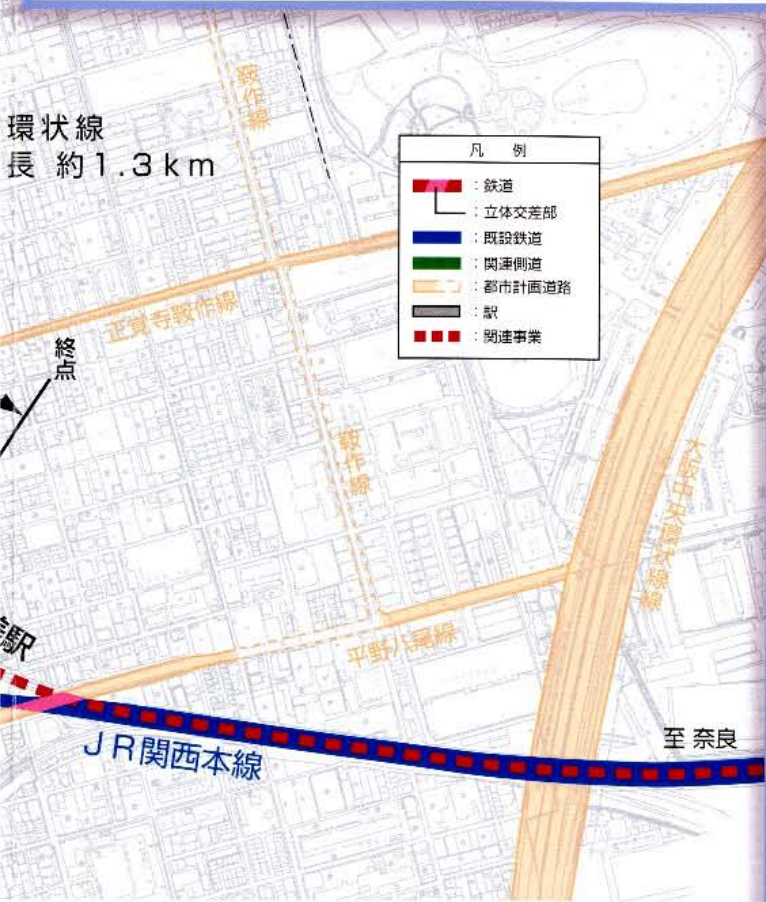 鞍作線
環状線
長 約1.3km
凡 例
：鉄道
：立体交差部
：既設鉄道
：関連側道
：都市計画道路
：駅
：関連事業
正覚寺鞍作線
終点
鞍作線
大阪中央環状線
平野八尾線
駅
至 奈良
JR関西本線